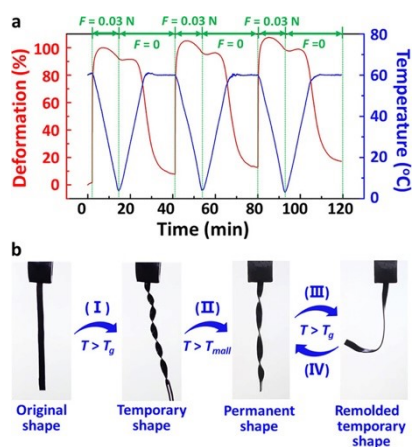 a
F = 0.03 N F = 0.03 N F = 0.03 N
F = 0 F = 0 F=0
Deformation (%)
100
80
60
40
20
0
Temperature (°C)
80
60
40
20
0
0 20 40 60 80 100 120
Time (min)
b
(Ⅰ) (Ⅱ) (Ⅲ)
T > Tg T > Tmall T > Tg
(Ⅳ)
Original Temporary Permanent Remolded
shape shape shape temporary
shape